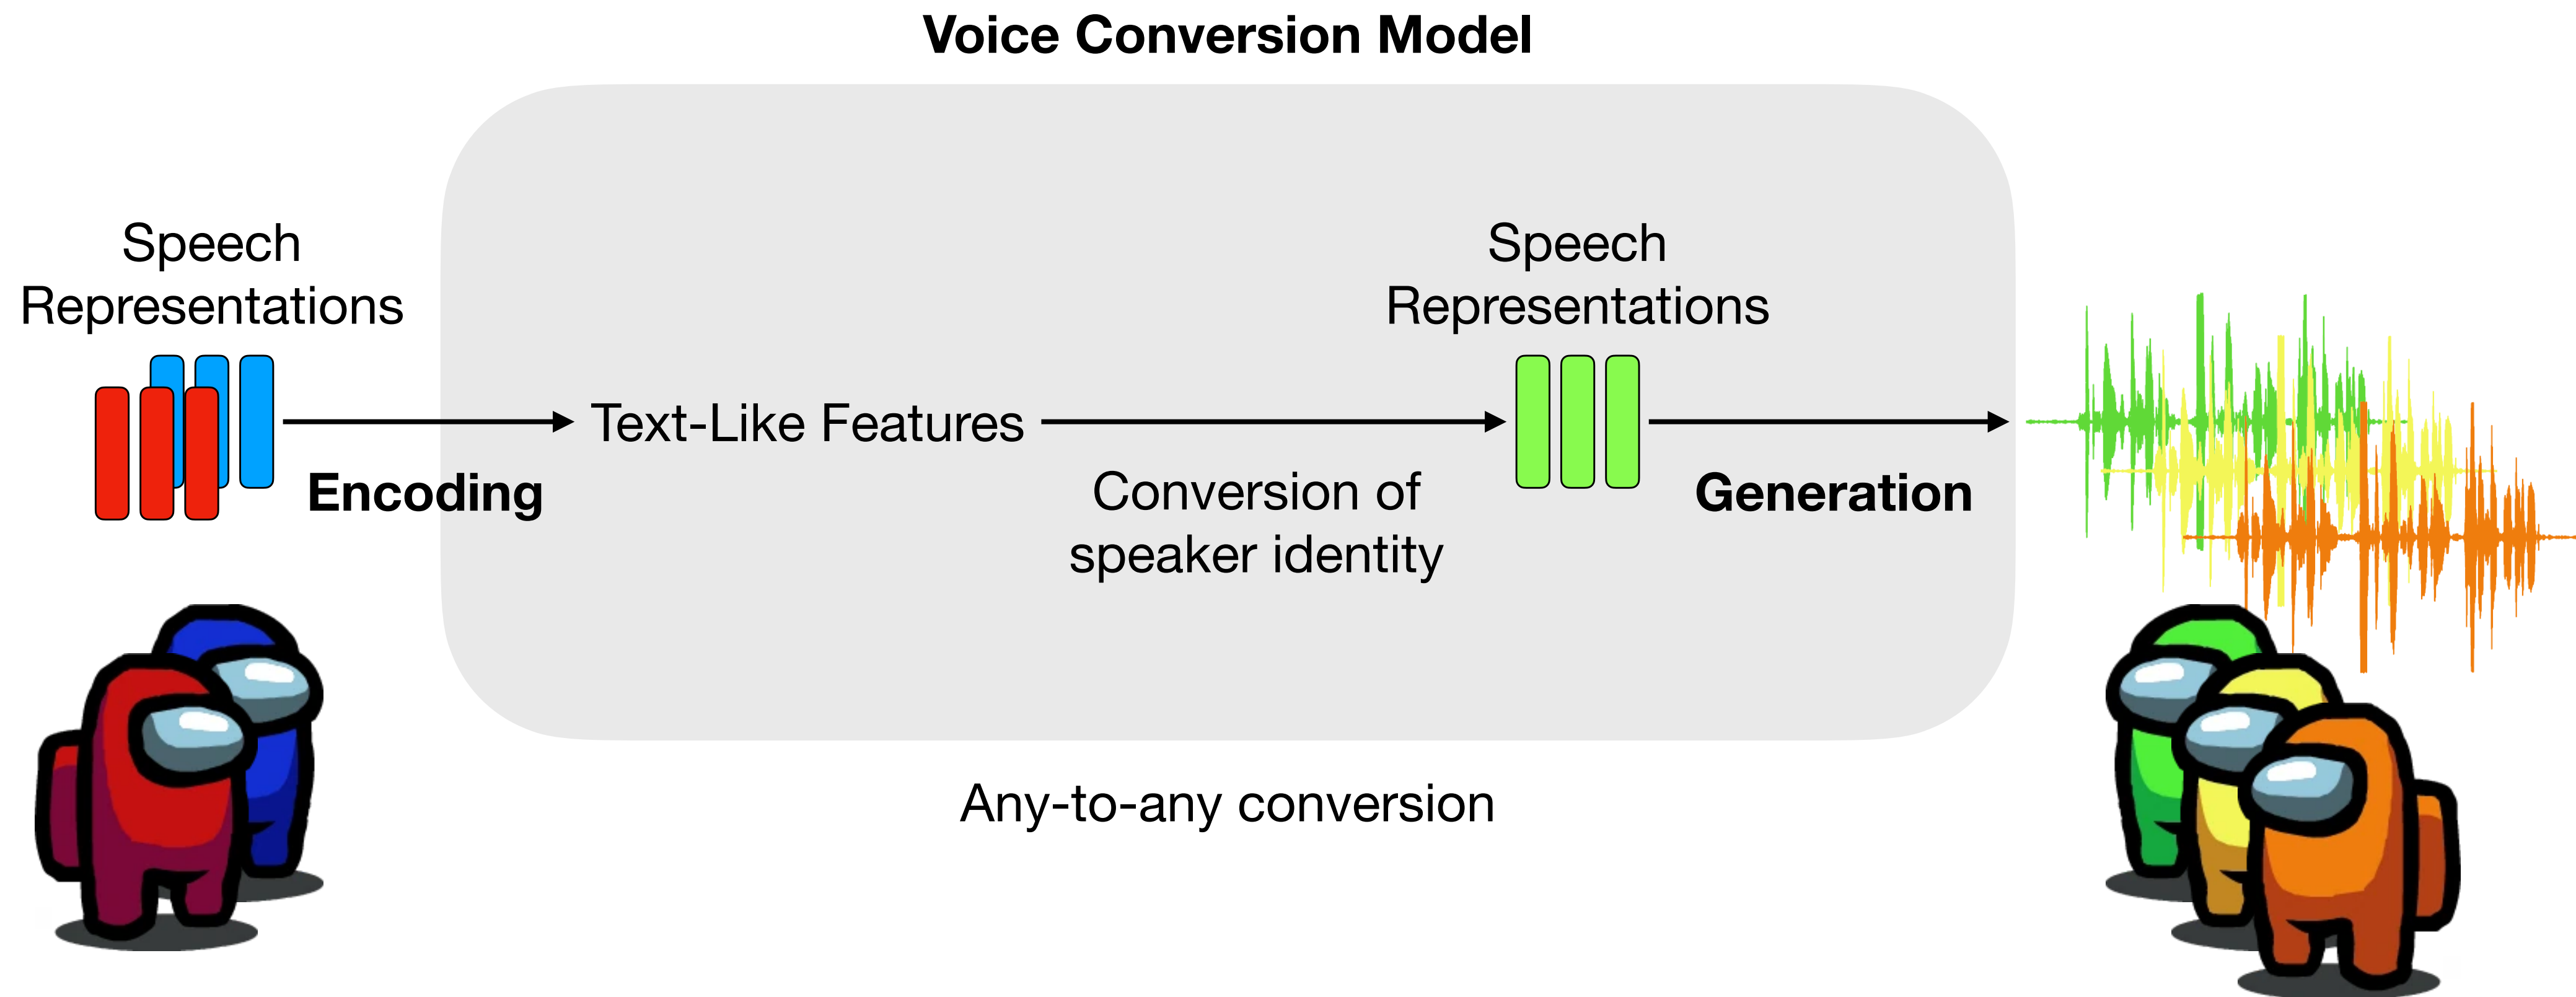 Voice Conversion Model
Speech
Representations
Encoding
Text-Like Features
Conversion of
speaker identity
Speech
Representations
Generation
Any-to-any conversion